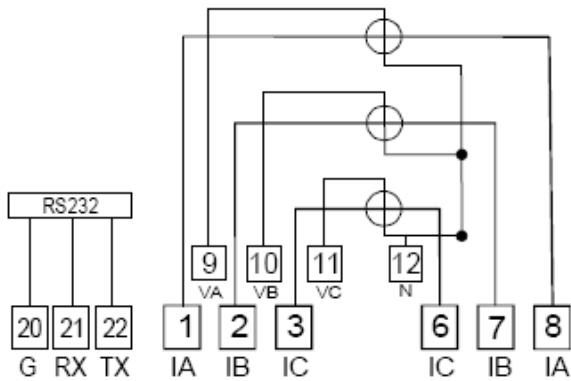 RS232
9 10 11 12
VA VB VC N
20 21 22 1 2 3 6 7 8
G RX TX IA IB IC IC IB IA